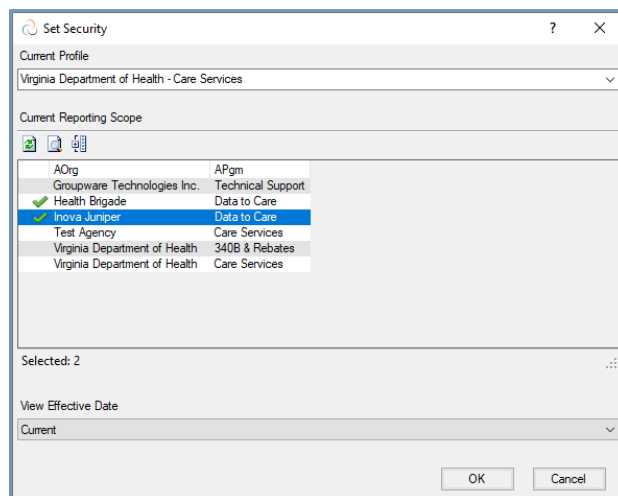 Set Security
Current Profile
Virginia Department of Health - Care Services
Current Reporting Scope
AOrg APgm
Groupware Technologies Inc. Technical Support
Health Brigade Data to Care
Inova Juniper Data to Care
Test Agency Care Services
Virginia Department of Health 340B & Rebates
Virginia Department of Health Care Services
Selected: 2
View Effective Date
Current
OK Cancel